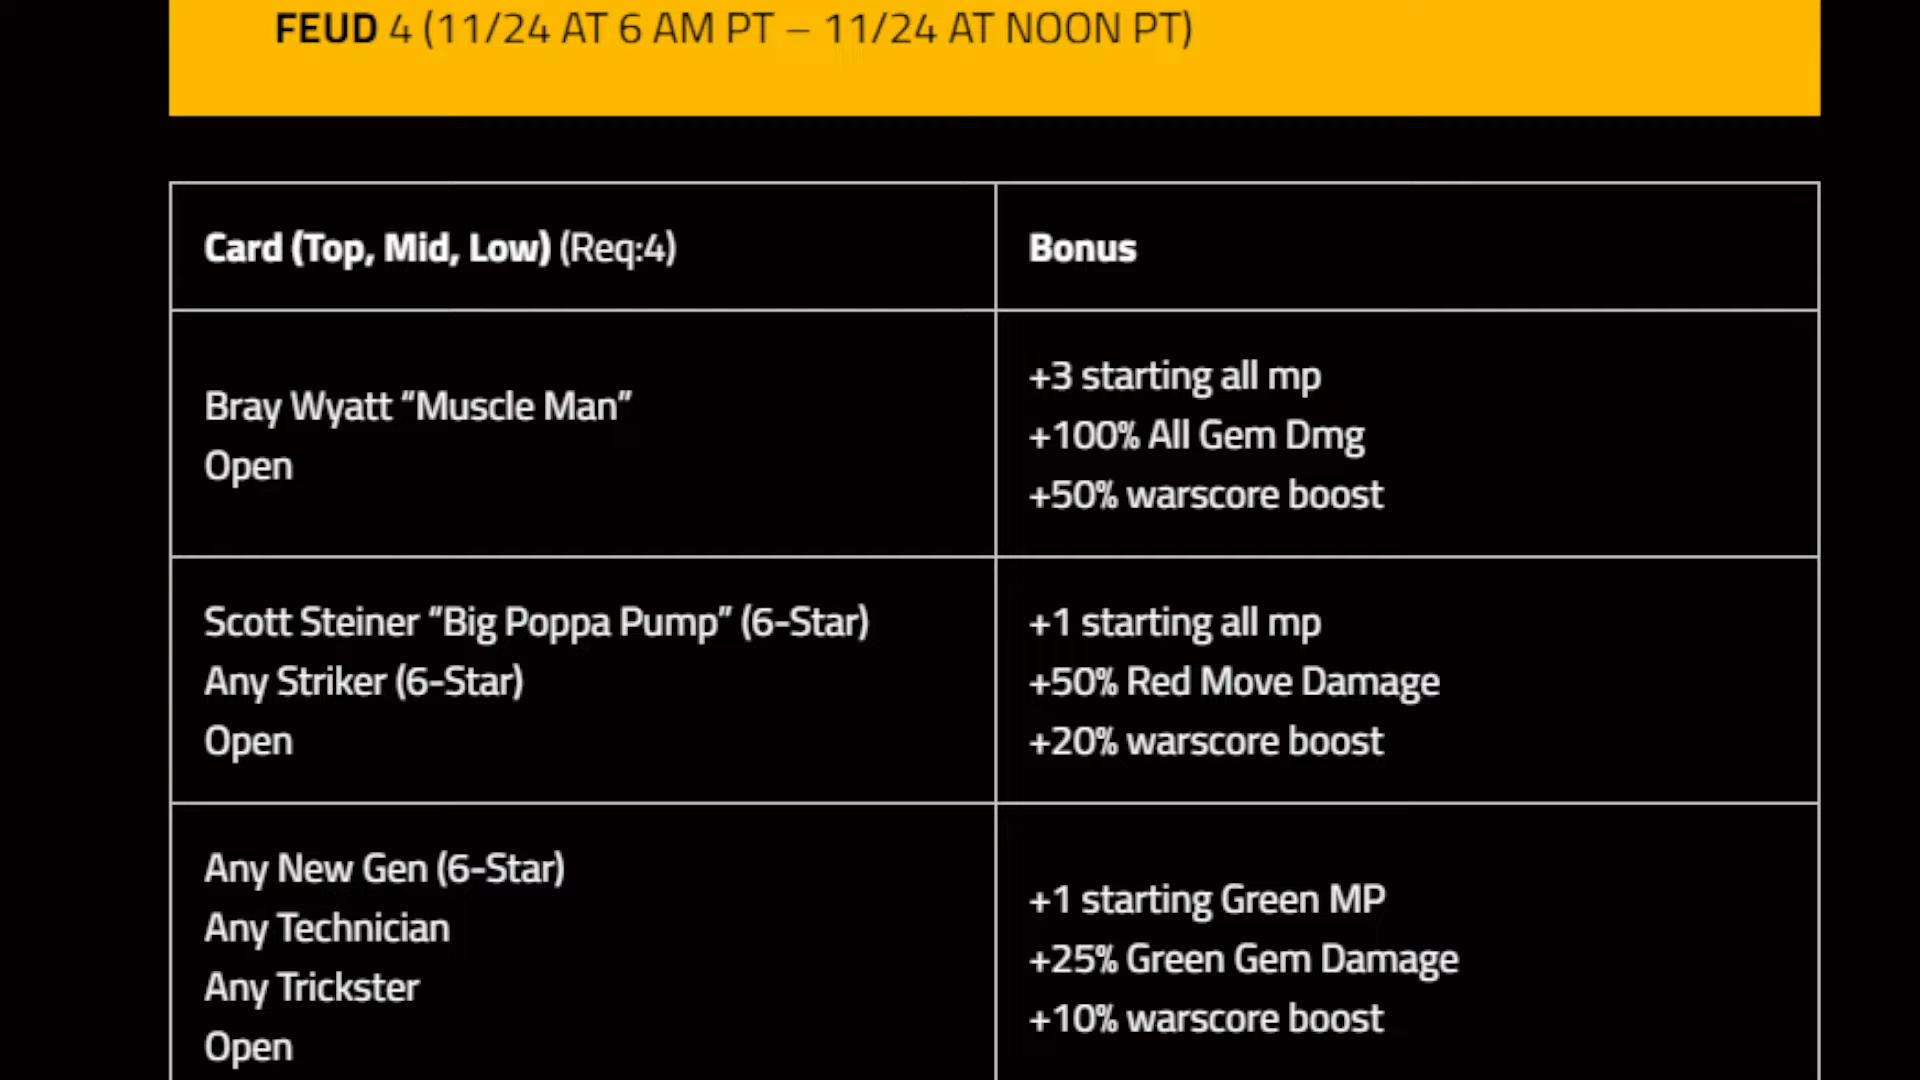 FEUD 4 (11/24 AT 6 AM PT – 11/24 AT NOON PT)
Card (Top, Mid, Low) (Req:4)
Bonus
Bray Wyatt “Muscle Man”
Open
+3 starting all mp
+100% All Gem Dmg
+50% warscore boost
Scott Steiner “Big Poppa Pump” (6-Star)
Any Striker (6-Star)
Open
+1 starting all mp
+50% Red Move Damage
+20% warscore boost
Any New Gen (6-Star)
Any Technician
Any Trickster
Open
+1 starting Green MP
+25% Green Gem Damage
+10% warscore boost